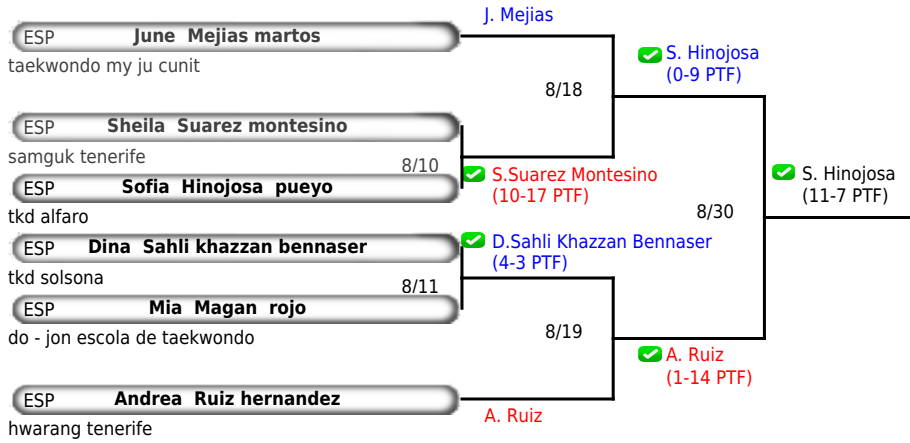 J. Mejias
ESP June Mejias martos
taekwondo my ju cunit
S. Hinojosa
(0-9 PTF)
8/18
ESP Sheila Suarez montesino
samguk tenerife
8/10
S.Suarez Montesino
(10-17 PTF)
ESP Sofia Hinojosa pueyo
tkd alfaro
S. Hinojosa
(11-7 PTF)
8/30
ESP Dina Sahli khazzan bennaser
tkd solsona
D.Sahli Khazzan Bennaser
(4-3 PTF)
8/11
ESP Mia Magan rojo
do - jon escola de taekwondo
8/19
A. Ruiz
(1-14 PTF)
ESP Andrea Ruiz hernandez
hwarang tenerife
A. Ruiz